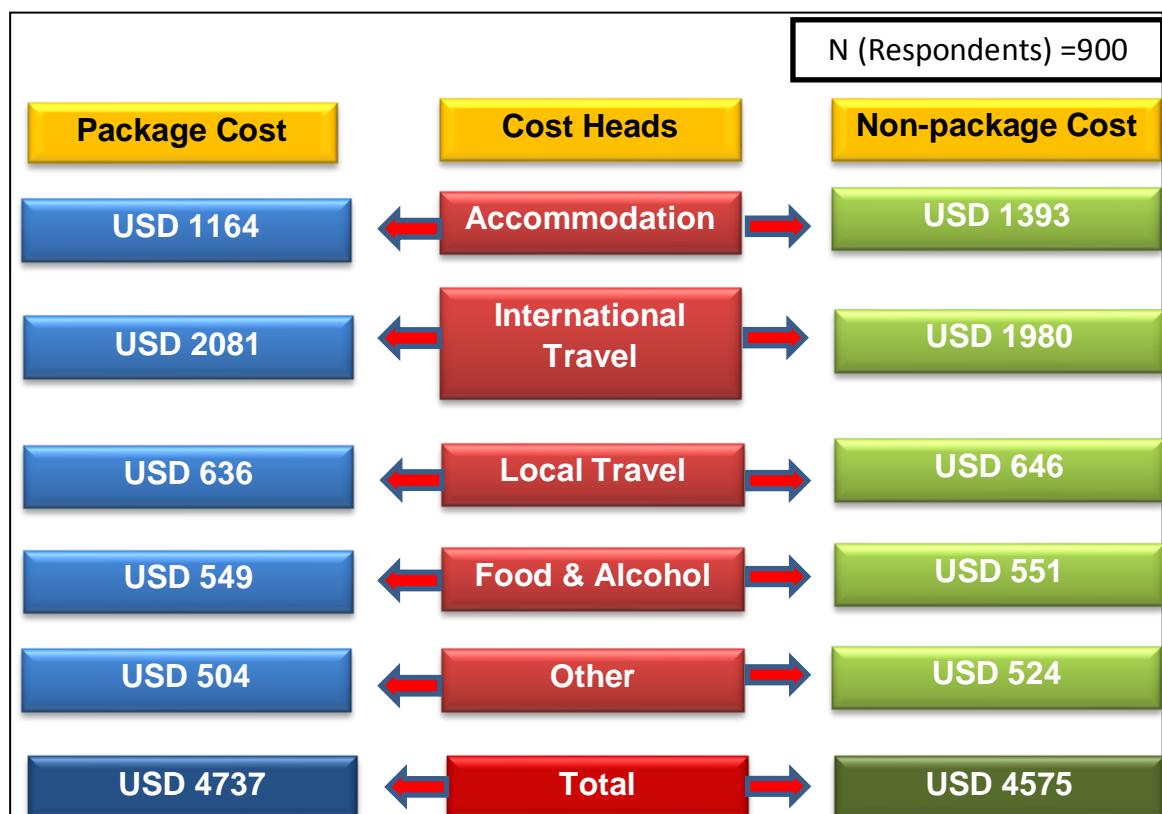 N (Respondents) =900
Package Cost
Cost Heads
Non-package Cost
USD 1164
Accommodation
USD 1393
USD 2081
International
Travel
USD 1980
USD 636
Local Travel
USD 646
USD 549
Food & Alcohol
USD 551
USD 504
Other
USD 524
USD 4737
Total
USD 4575